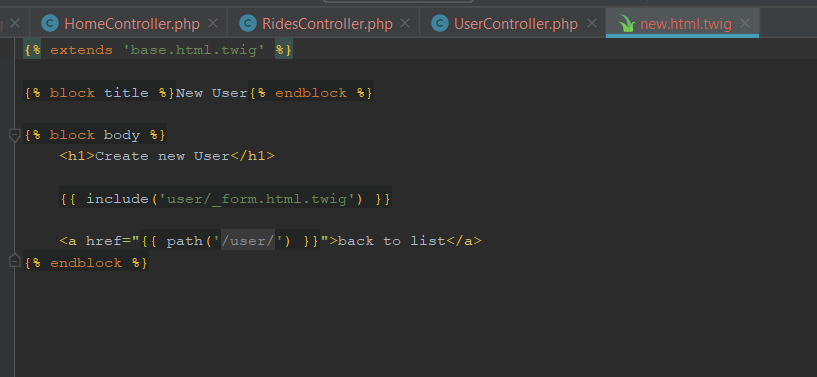 HomeController.php RidesController.php UserController.php new.html.twig
{% extends 'base.html.twig' %}
{% block title %}New User{% endblock %}
{% block body %}
<h1>Create new User</h1>
{{ include('user/_form.html.twig') }}
<a href="{{ path('/user/') }}">back to list</a>
{% endblock %}